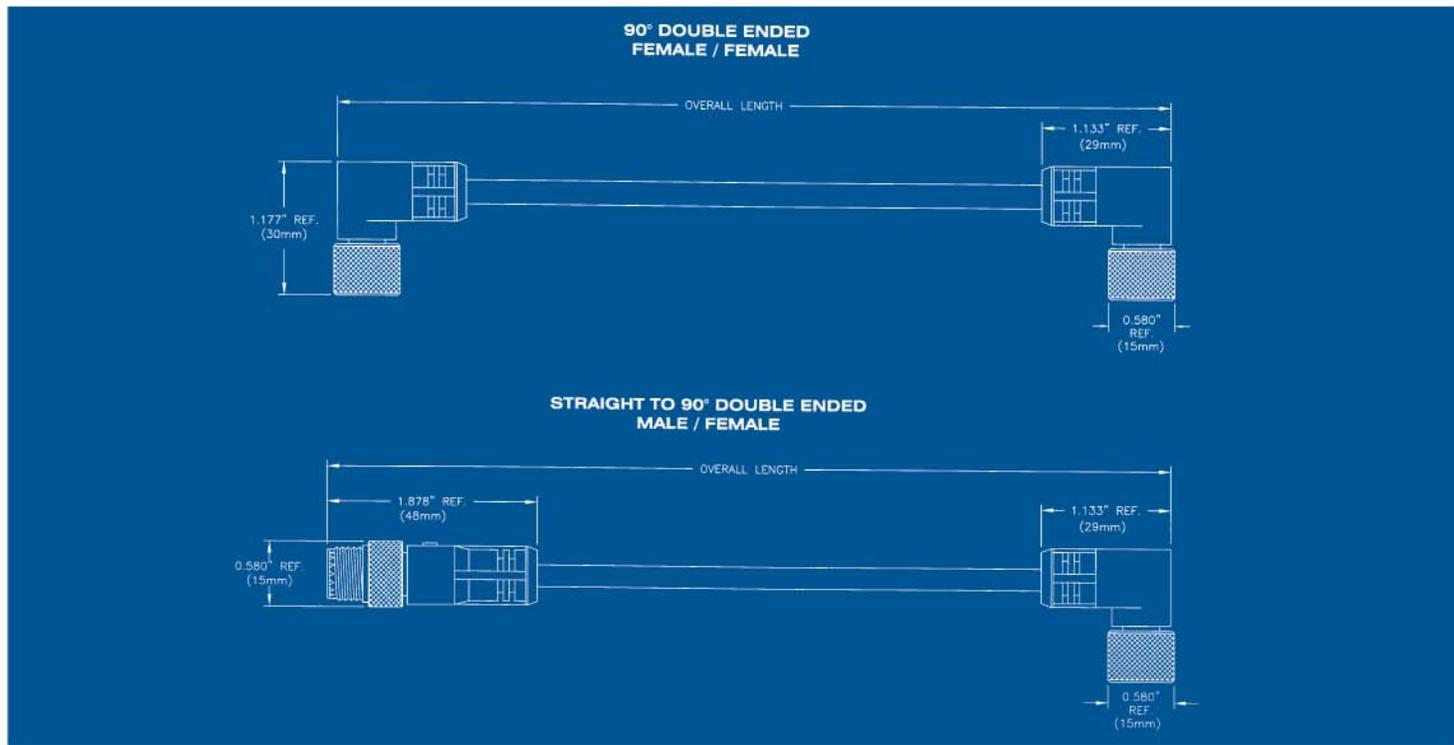 90° DOUBLE ENDED
FEMALE / FEMALE
OVERALL LENGTH
1.133" REF.
(29mm)
1.177" REF.
(30mm)
0.580"
REF.
(15mm)
STRAIGHT TO 90° DOUBLE ENDED
MALE / FEMALE
OVERALL LENGTH
1.878" REF.
(48mm)
1.133" REF.
(29mm)
0.580" REF.
(15mm)
0.580"
REF.
(15mm)